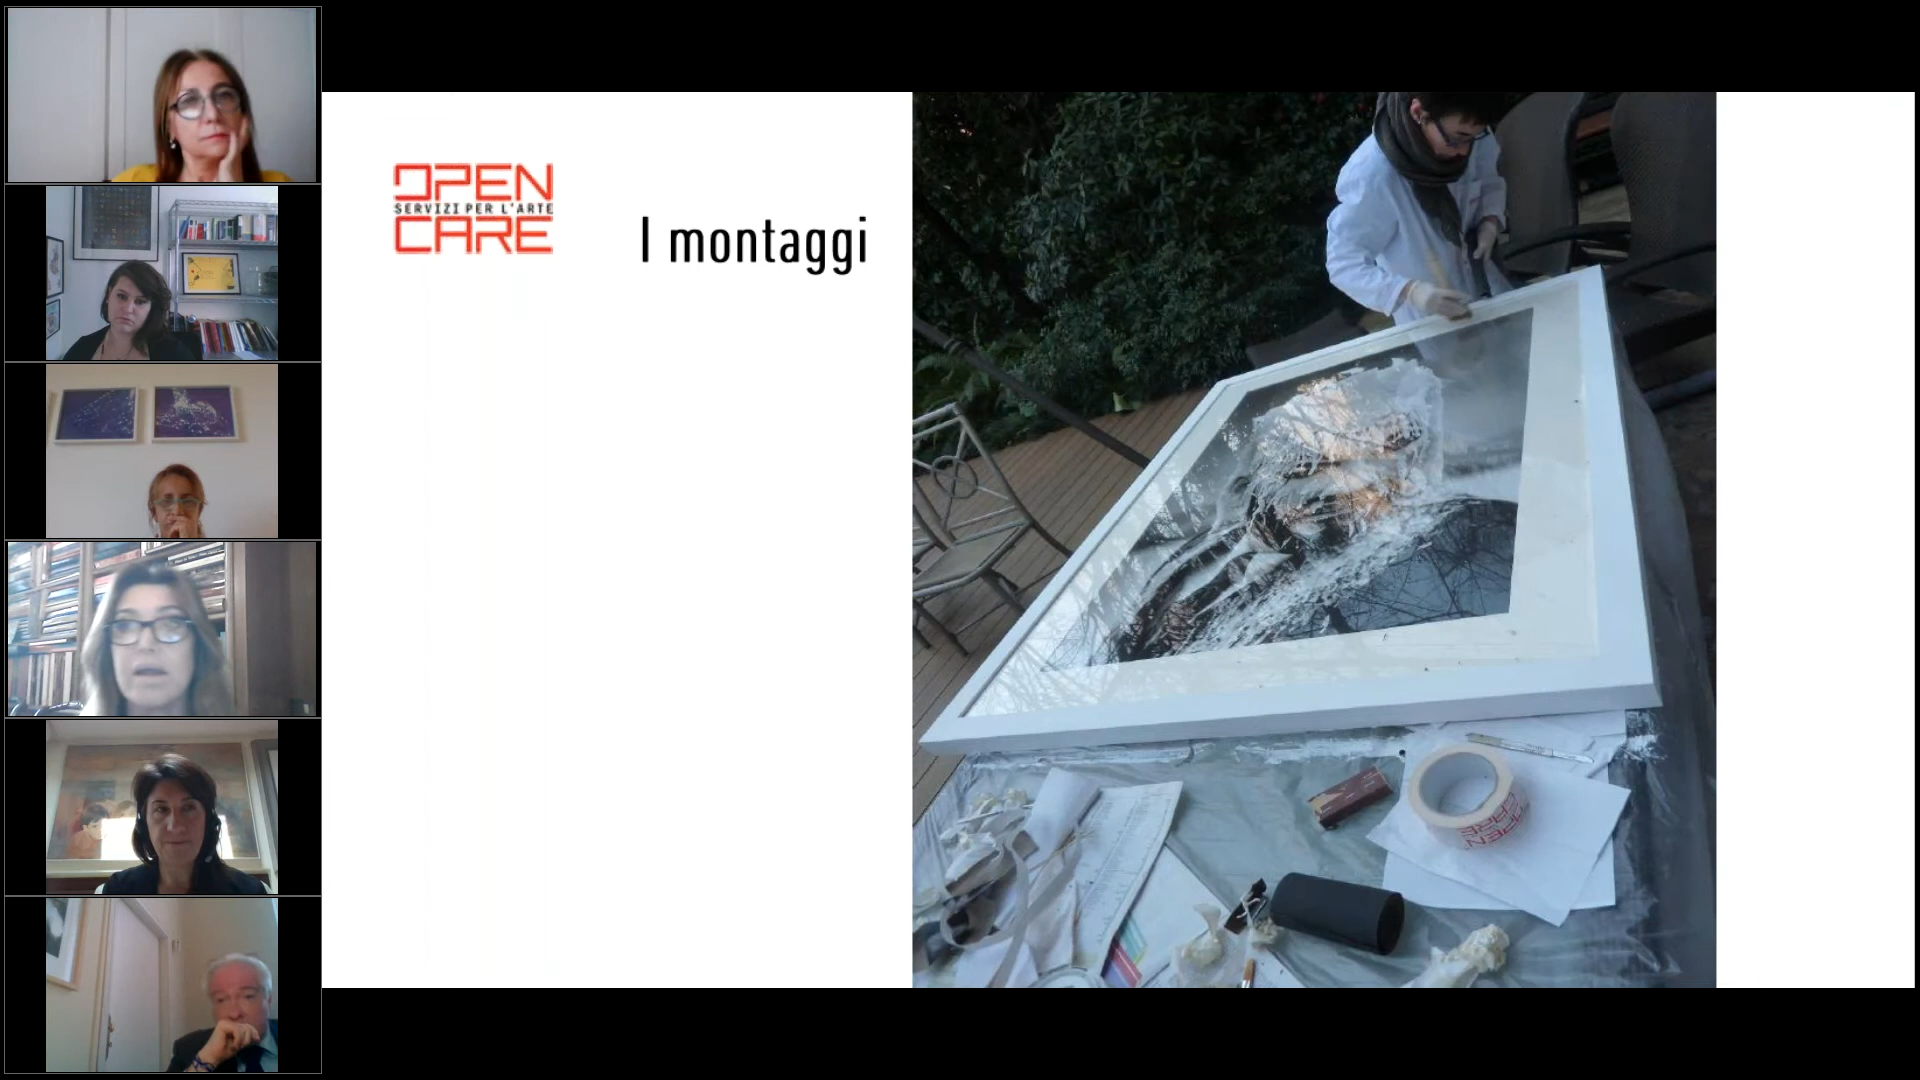 OPEN
SERVIZI PER L'ARTE
CARE
I montaggi
OPEN
CARE